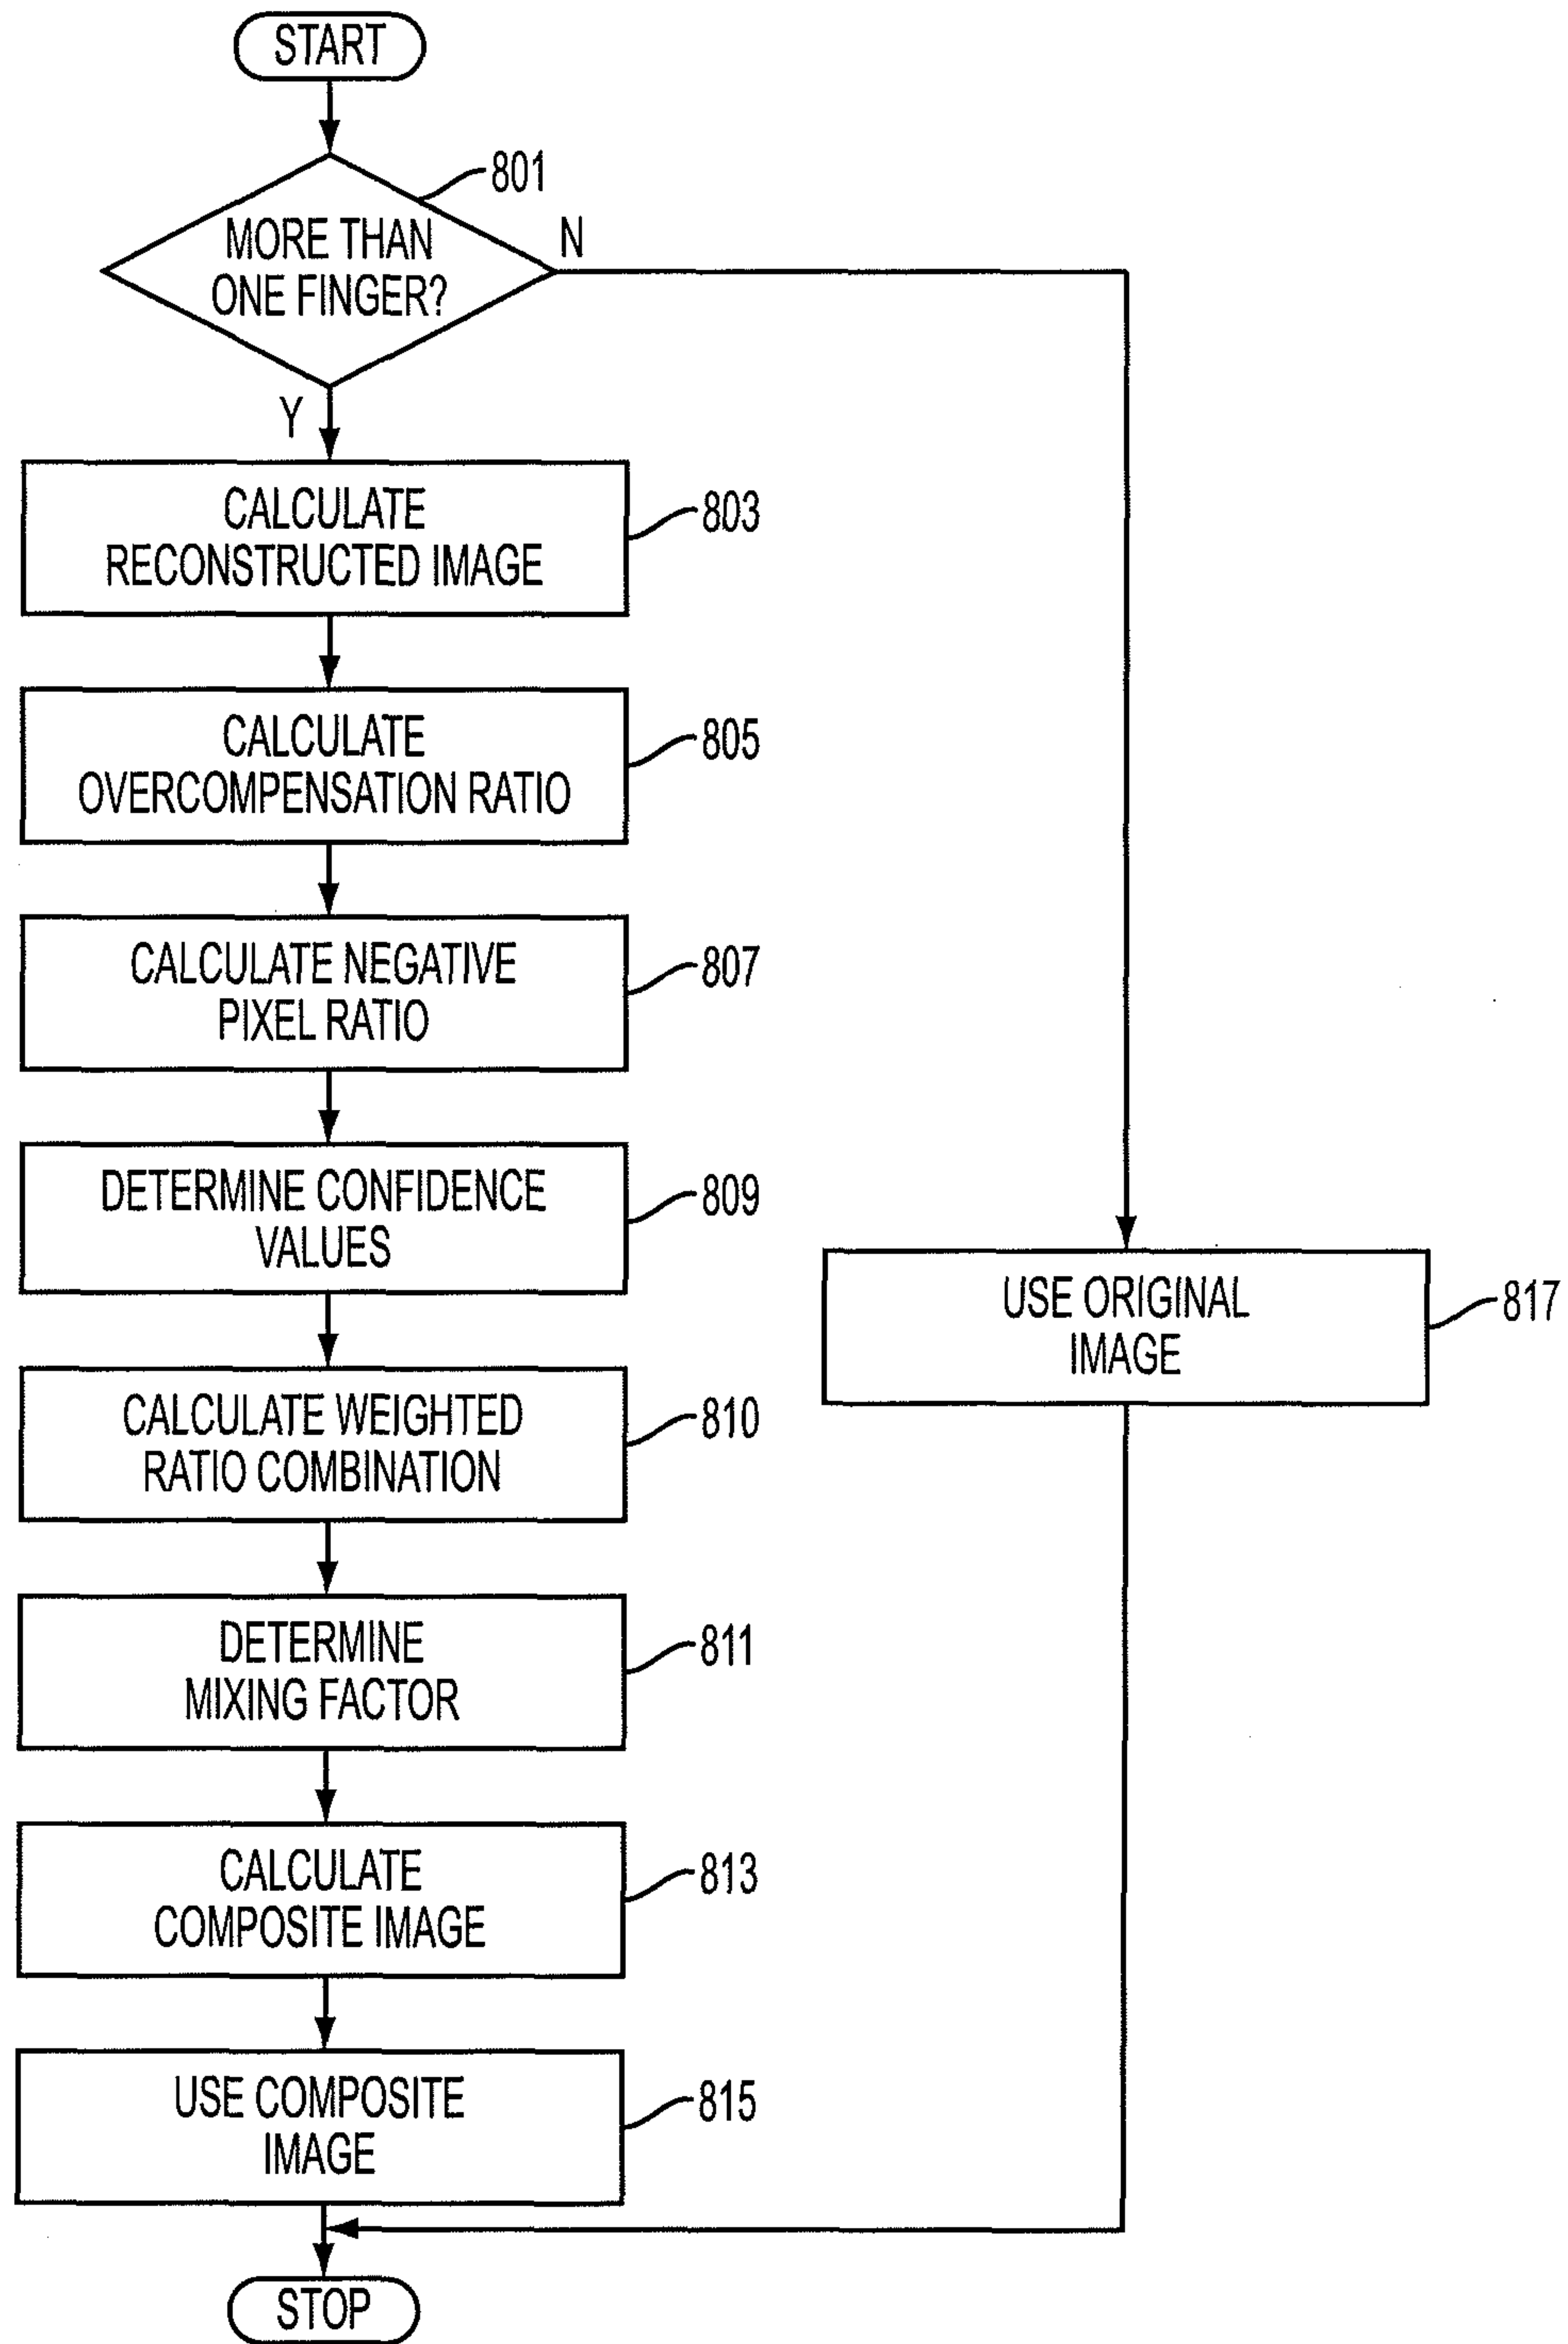 START
801
MORE THAN
ONE FINGER?
N
Y
CALCULATE
RECONSTRUCTED IMAGE
803
CALCULATE
OVERCOMPENSATION RATIO
805
CALCULATE NEGATIVE
PIXEL RATIO
807
DETERMINE CONFIDENCE
VALUES
809
USE ORIGINAL
IMAGE
817
CALCULATE WEIGHTED
RATIO COMBINATION
810
DETERMINE
MIXING FACTOR
811
CALCULATE
COMPOSITE IMAGE
813
USE COMPOSITE
IMAGE
815
STOP